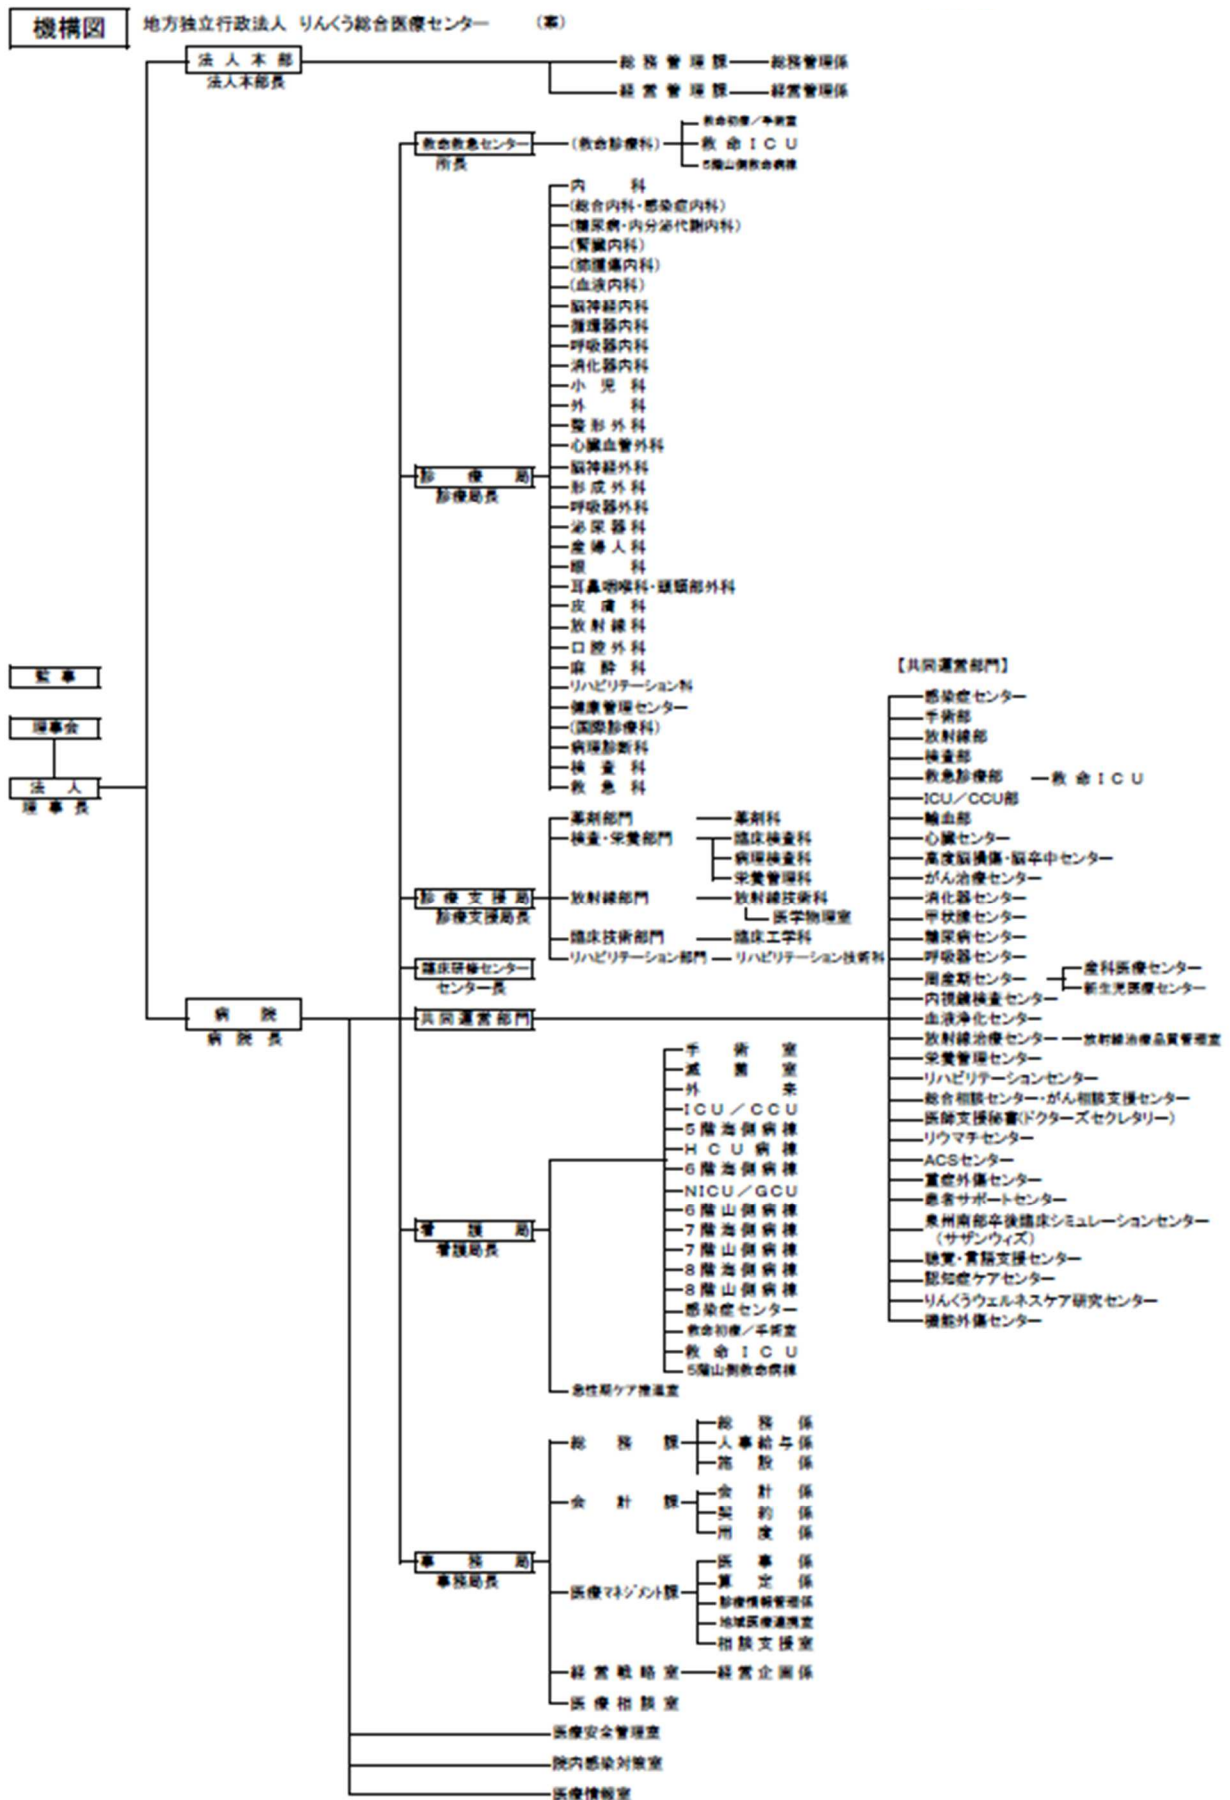 機構図 地方独立行政法人 りんくう総合医療センター (案)
法人本部
法人本部長
総務管理課 総務管理係
経営管理課 経営管理係
救命救急センター
所長
(救命診療科)
救命初療／手術室
救命ICU
5階山側救命病棟
診療局
診療局長
内科
(総合内科・感染症内科)
(糖尿病・内分泌代謝内科)
(腎臓内科)
(肺腫瘍内科)
(血液内科)
脳神経内科
循環器内科
呼吸器内科
消化器内科
小児科
外科
整形外科
心臓血管外科
脳神経外科
形成外科
呼吸器外科
泌尿器科
産婦人科
眼科
耳鼻咽喉科・頭頸部外科
皮膚科
放射線科
口腔外科
麻酔科
リハビリテーション科
健康管理センター
(国際診療科)
病理診断科
検査科
救急科
監事
理事会
法人
理事長
診療支援局
診療支援局長
薬剤部門 薬剤科
検査・栄養部門 臨床検査科
病理検査科
栄養管理科
放射線部門 放射線技術科
医学物理室
臨床技術部門 臨床工学科
リハビリテーション部門 リハビリテーション技術科
臨床研修センター
センター長
病院
病院長
共同運営部門
【共同運営部門】
感染症センター
手術部
放射線部
検査部
救急診療部 救命ICU
ICU／CCU部
輸血部
心臓センター
高度脳損傷・脳卒中センター
がん治療センター
消化器センター
甲状腺センター
糖尿病センター
呼吸器センター
周産期センター
産科医療センター
新生児医療センター
内視鏡検査センター
血液浄化センター
放射線治療センター 放射線治療品質管理室
栄養管理センター
リハビリテーションセンター
総合相談センター・がん相談支援センター
医師支援秘書(ドクターズセクレタリー)
リウマチセンター
ACSセンター
重症外傷センター
患者サポートセンター
泉州南部卒後臨床シミュレーションセンター
(サザンウィズ)
聴覚・言語支援センター
認知症ケアセンター
りんくうウェルネスケア研究センター
機能外傷センター
看護局
看護局長
手術室
滅菌室
外来
ICU／CCU
5階海側病棟
HCU病棟
6階海側病棟
NICU／GCU
6階山側病棟
7階海側病棟
7階山側病棟
8階海側病棟
8階山側病棟
感染症センター
救命初療／手術室
救命ICU
5階山側救命病棟
急性期ケア推進室
事務局
事務局長
総務課
総務係
人事給与係
施設係
会計課
会計係
契約係
用度係
医療マネジメント課
医事係
算定係
診療情報管理係
地域医療連携室
相談支援室
経営戦略室 経営企画係
医療相談室
医療安全管理室
院内感染対策室
医療情報室